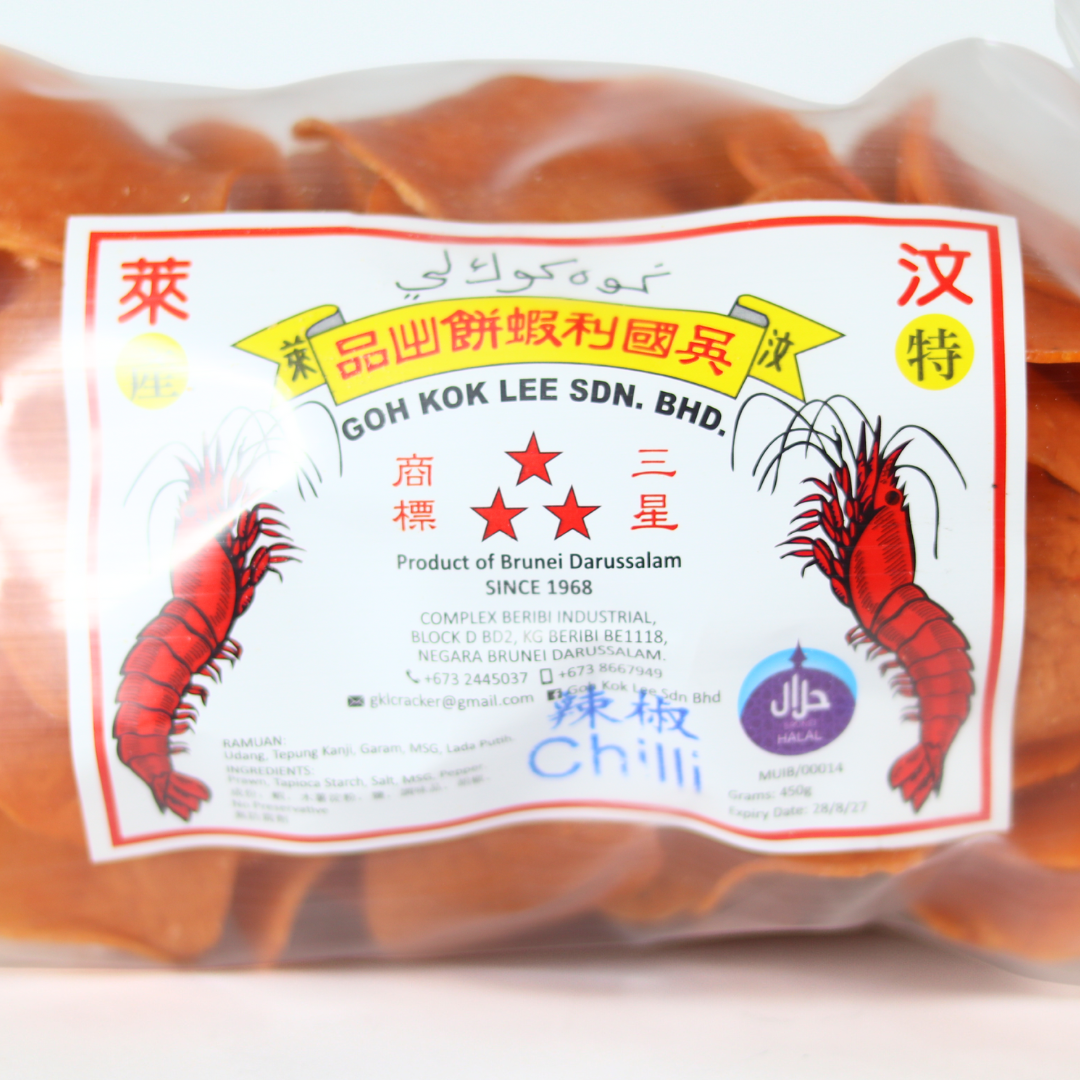 نوه كوك لي
汶萊
特產
汶 吳國利蝦餅出品 萊
GOH KOK LEE SDN. BHD.
三星
商標
Product of Brunei Darussalam
SINCE 1968
COMPLEX BERIBI INDUSTRIAL,
BLOCK D BD2, KG BERIBI BE1118,
NEGARA BRUNEI DARUSSALAM.
+673 2445037 +673 8667949
gklcracker@gmail.com Goh Kok Lee Sdn Bhd
辣椒
Chilli
حلال
HALAL
MUIB/00014
Grams: 450g
Expiry Date: 28/8/27
RAMUAN:
Udang, Tepung Kanji, Garam, MSG, Lada Putih
INGREDIENTS:
Prawn, Tapioca Starch, Salt, MSG, Pepper
No Preservative